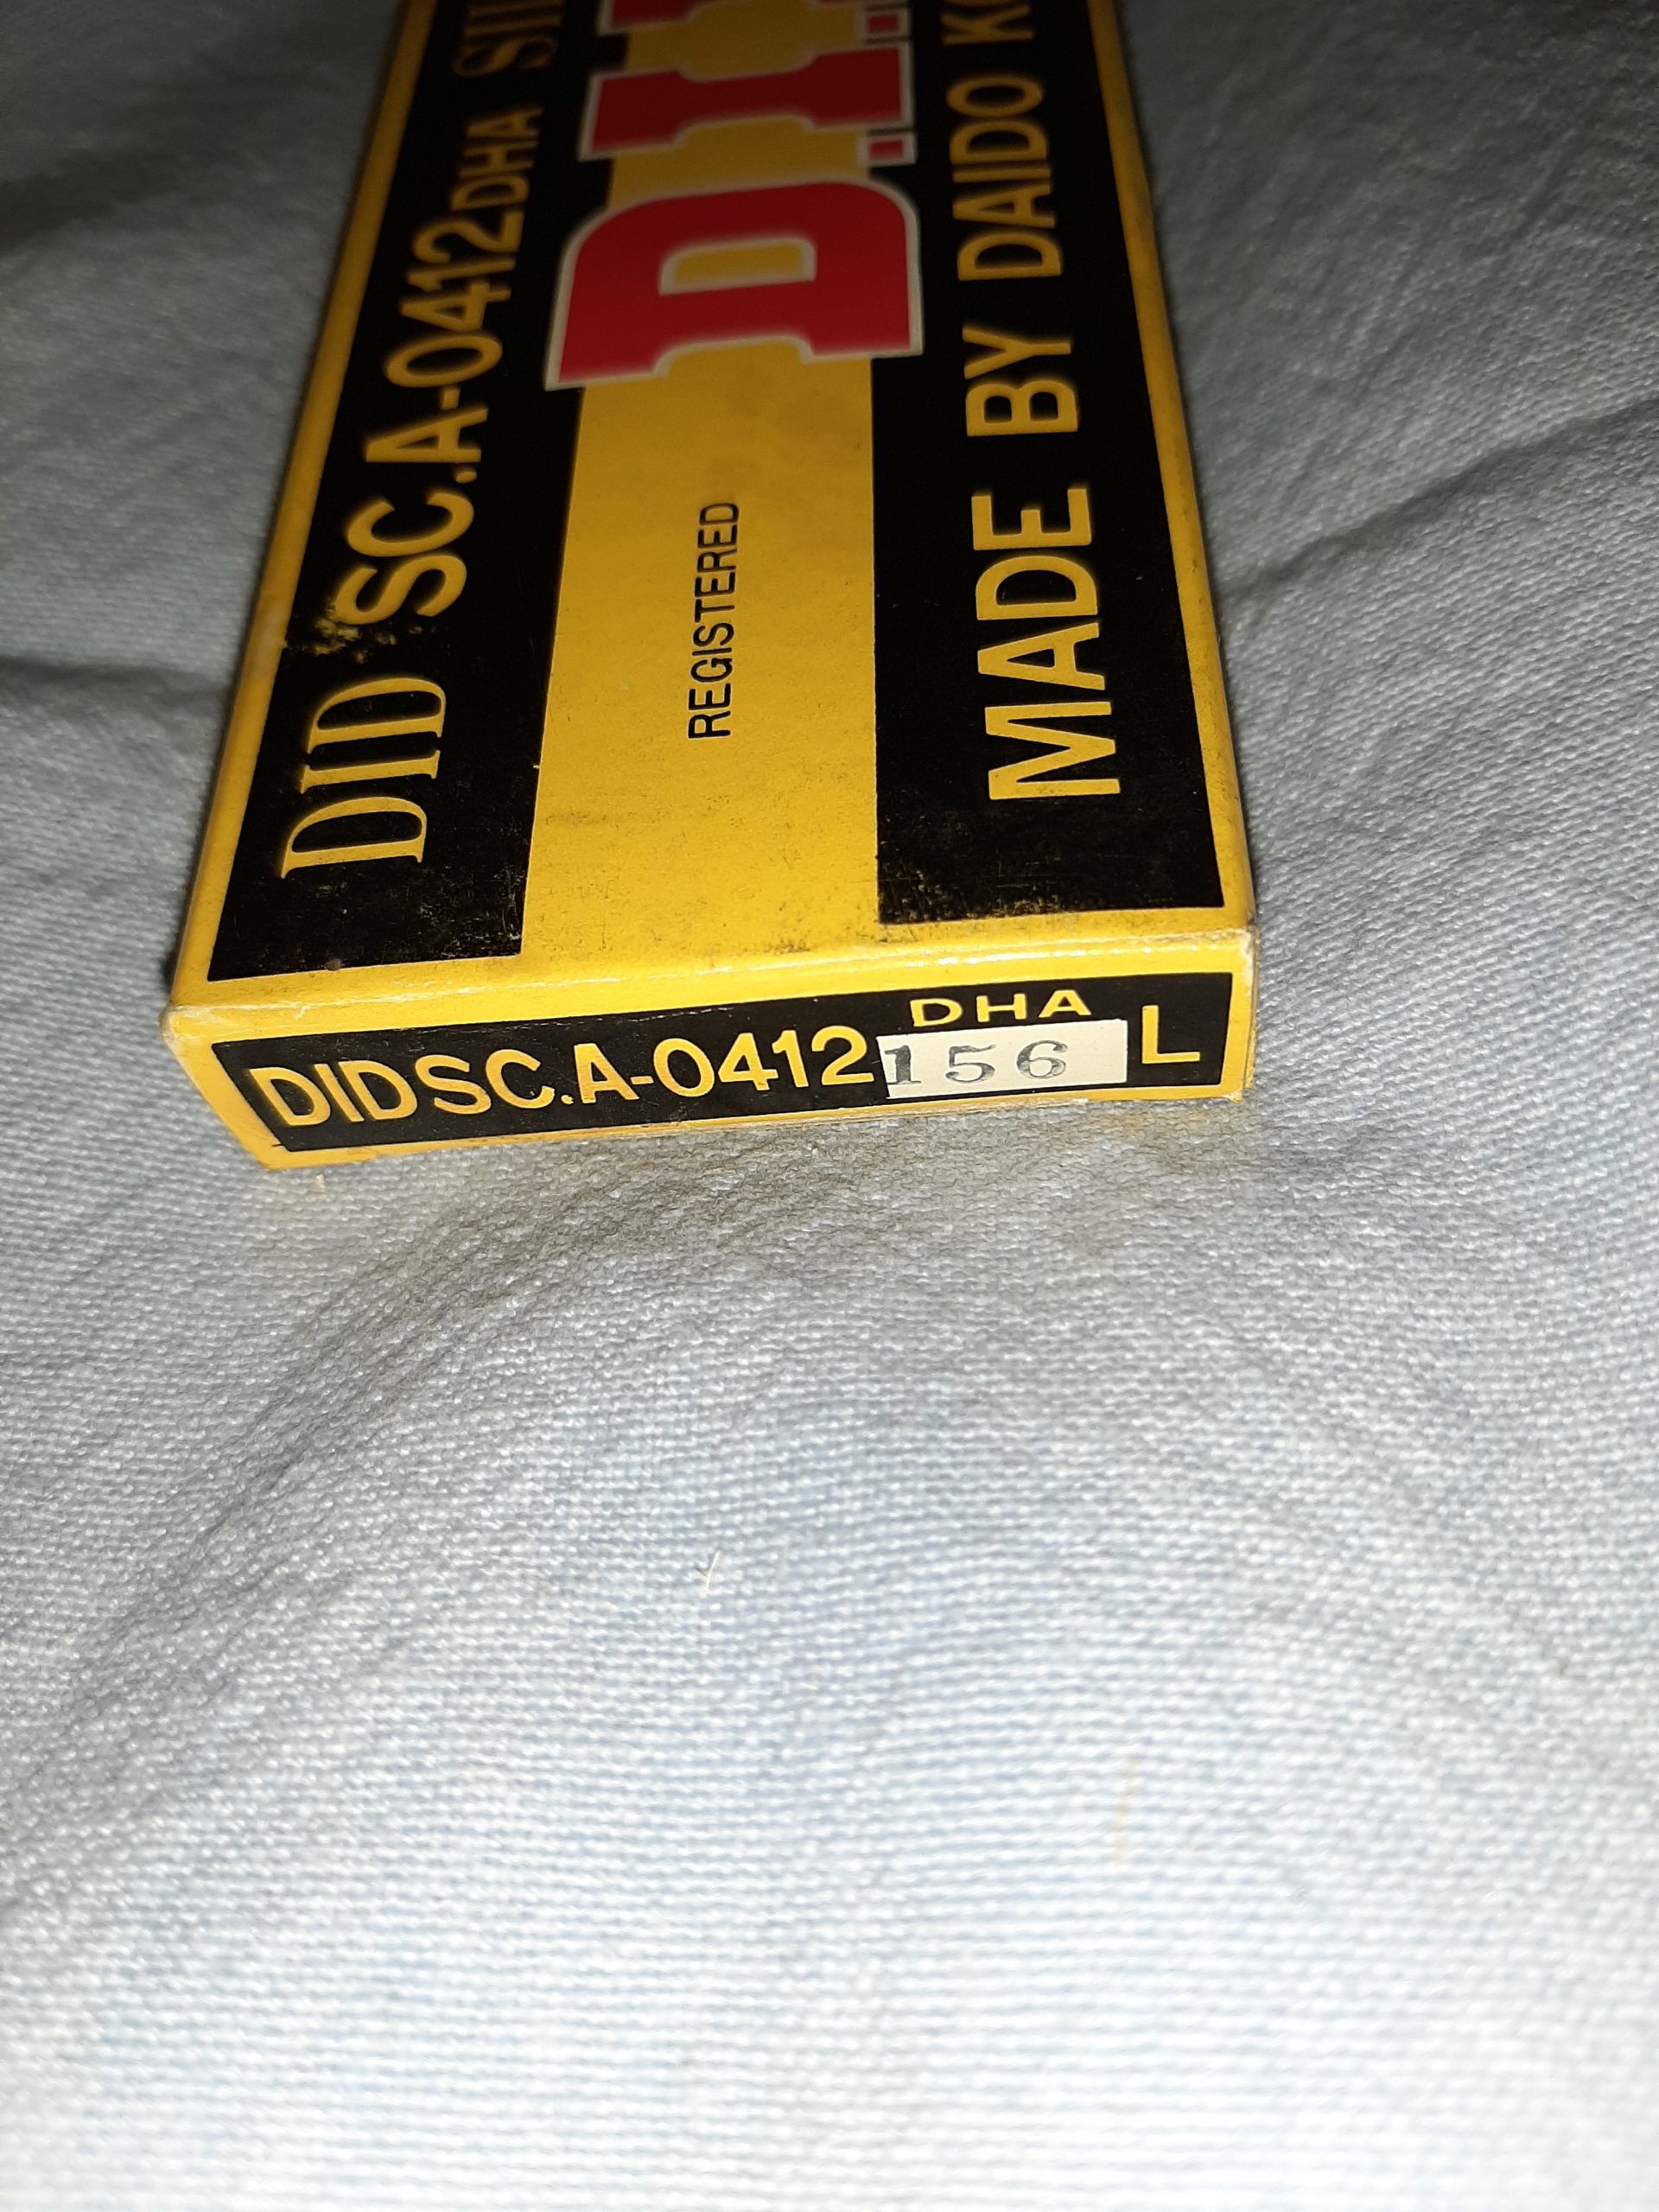 DID SC.A-0412DHA
D.I.
REGISTERED
MADE BY DAIDO
DHA
DIDSC.A-0412 156 L